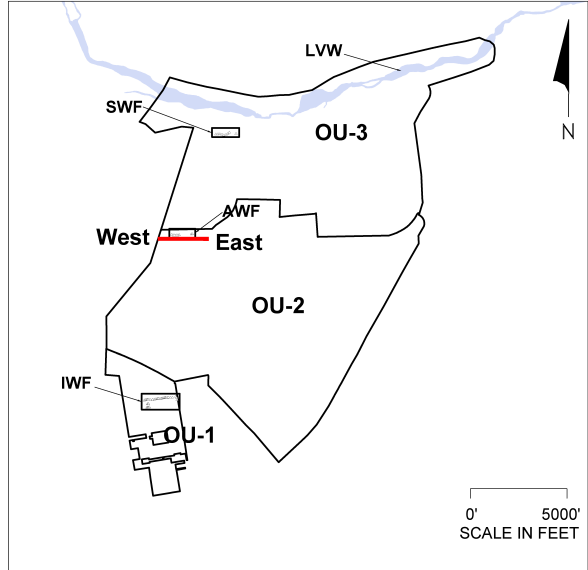 LVW
SWF
OU-3
N
AWF
West
East
OU-2
IWF
OU-1
0' 5000'
SCALE IN FEET